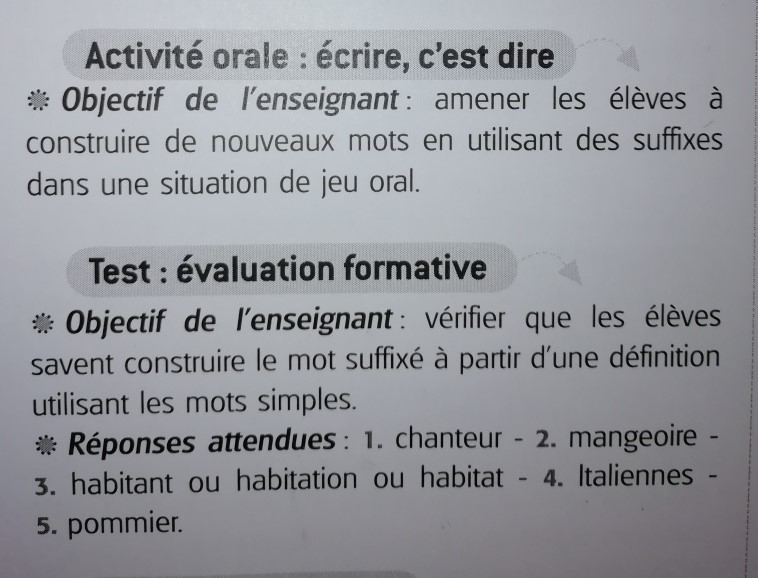 Activité orale : écrire, c'est dire
Objectif de l'enseignant : amener les élèves à
construire de nouveaux mots en utilisant des suffixes
dans une situation de jeu oral.
Test : évaluation formative
Objectif de l'enseignant : vérifier que les élèves
savent construire le mot suffixé à partir d'une définition
utilisant les mots simples.
Réponses attendues : 1. chanteur - 2. mangeoire -
3. habitant ou habitation ou habitat - 4. Italiennes -
5. pommier.